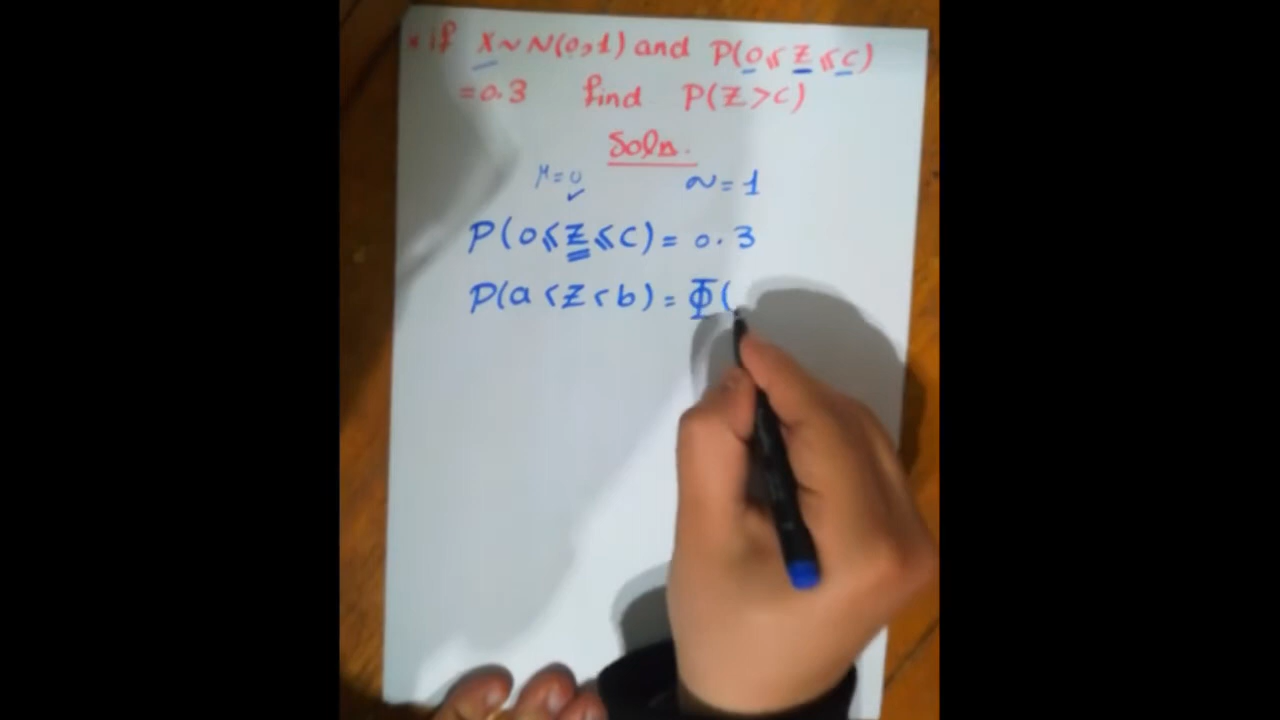 * if X ~ N(0,1) and P(0 ≤ Z ≤ C)
= 0.3 find P(Z > C)
Soln.
μ = 0 ✓ ~ = 1
P(0 ≤ Z ≤ C) = 0.3
P(a < Z < b) = Φ(